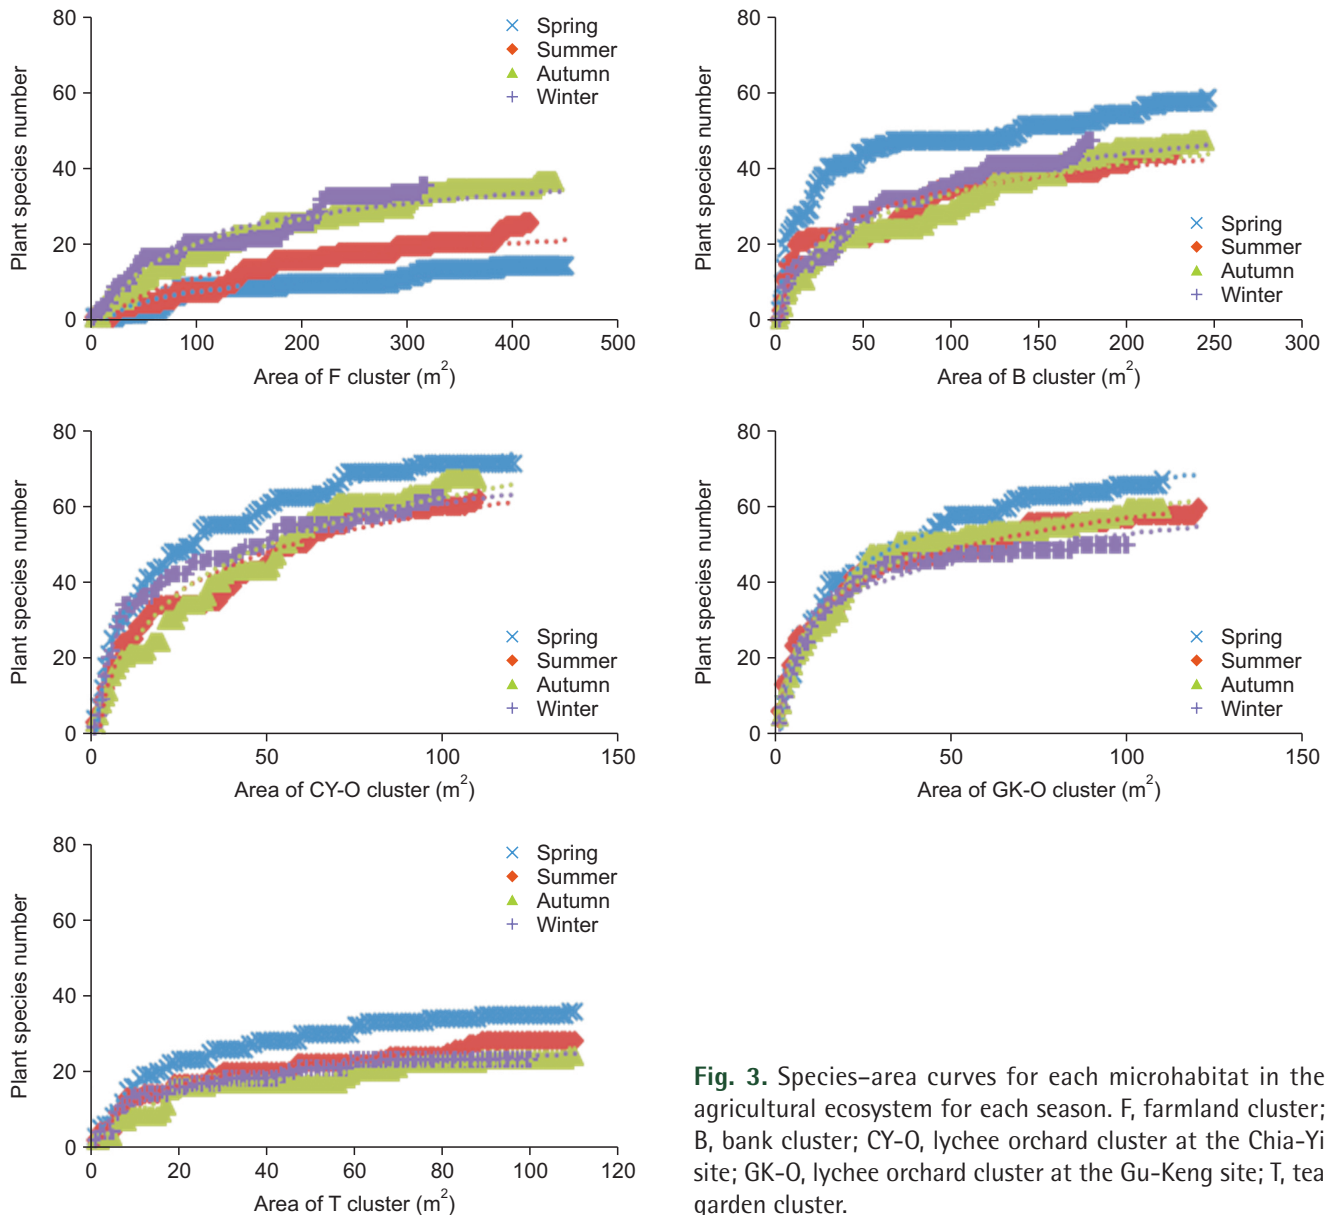 80
60
40
20
0
Plant species number
Spring
Summer
Autumn
Winter
0 100 200 300 400 500
Area of F cluster (m²)
80
60
40
20
0
Plant species number
Spring
Summer
Autumn
Winter
0 50 100 150 200 250 300
Area of B cluster (m²)
80
60
40
20
0
Plant species number
Spring
Summer
Autumn
Winter
0 50 100 150
Area of CY-O cluster (m²)
80
60
40
20
0
Plant species number
Spring
Summer
Autumn
Winter
0 50 100 150
Area of GK-O cluster (m²)
80
60
40
20
0
Plant species number
Spring
Summer
Autumn
Winter
0 20 40 60 80 100 120
Area of T cluster (m²)
Fig. 3. Species–area curves for each microhabitat in the
agricultural ecosystem for each season. F, farmland cluster;
B, bank cluster; CY-O, lychee orchard cluster at the Chia-Yi
site; GK-O, lychee orchard cluster at the Gu-Keng site; T, tea
garden cluster.